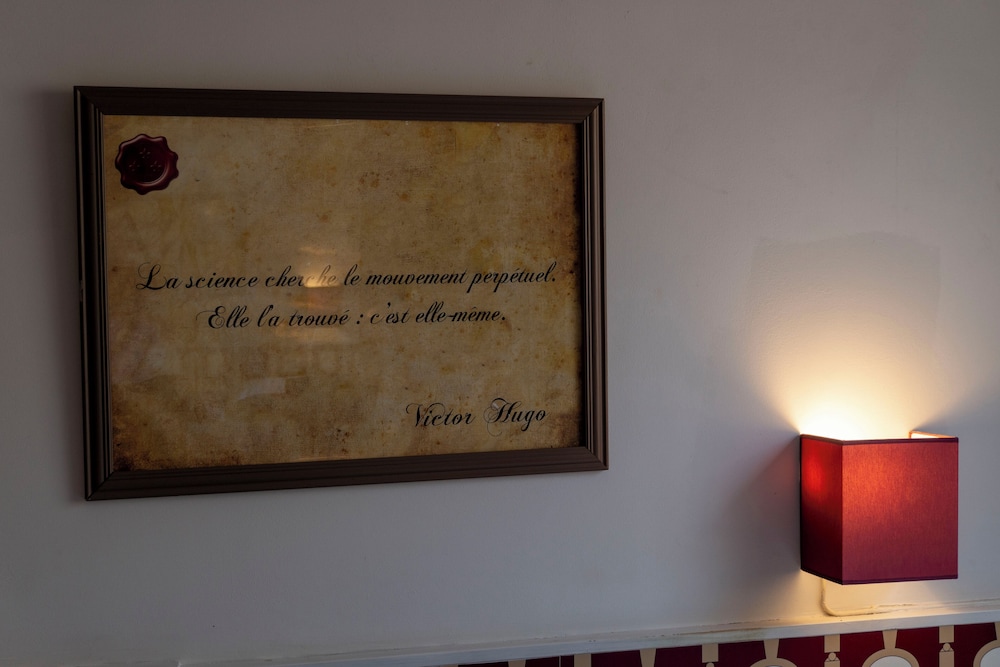 La science cherche le mouvement perpétuel.
Elle l'a trouvé : c'est elle-même.
Victor Hugo